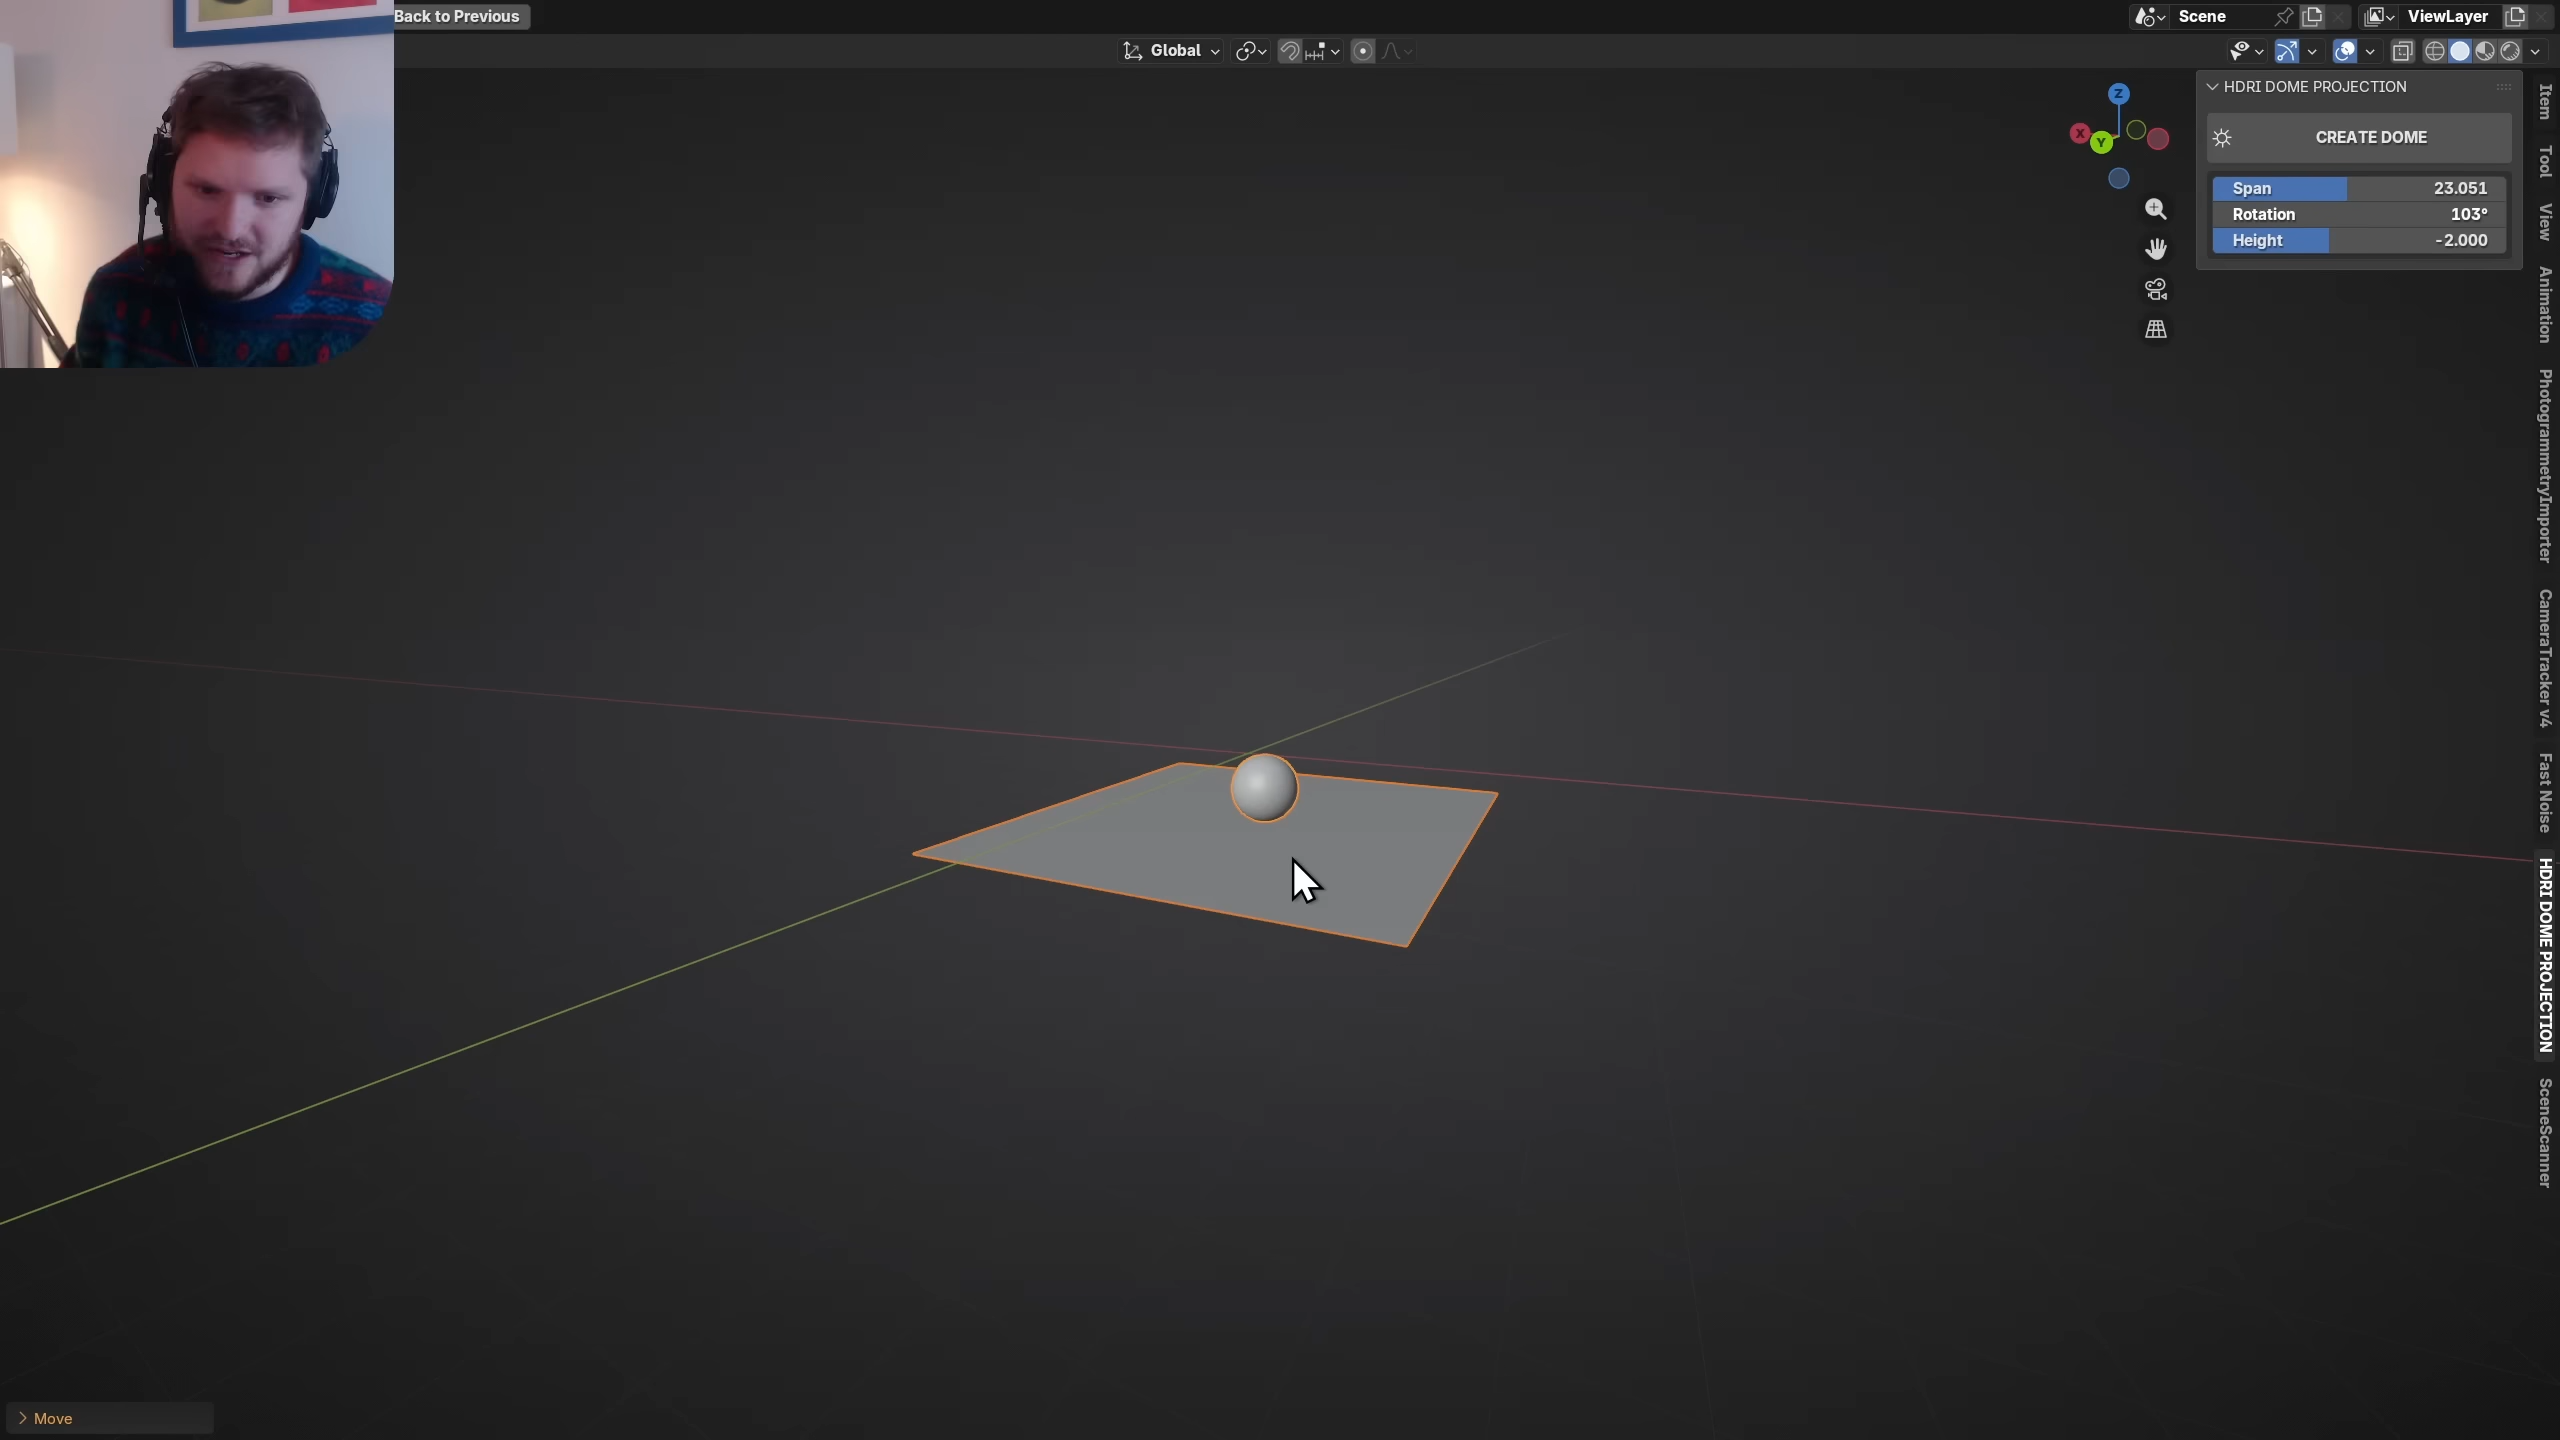 Back to Previous
Scene
ViewLayer
Global
HDRI DOME PROJECTION
CREATE DOME
Span 23.051
Rotation 103°
Height -2.000
Z
X
Y
Item
Tool
View
Animation
PhotogrammetryImporter
CameraTracker v4
Fast Noise
HDRI DOME PROJECTION
SceneScanner
Move